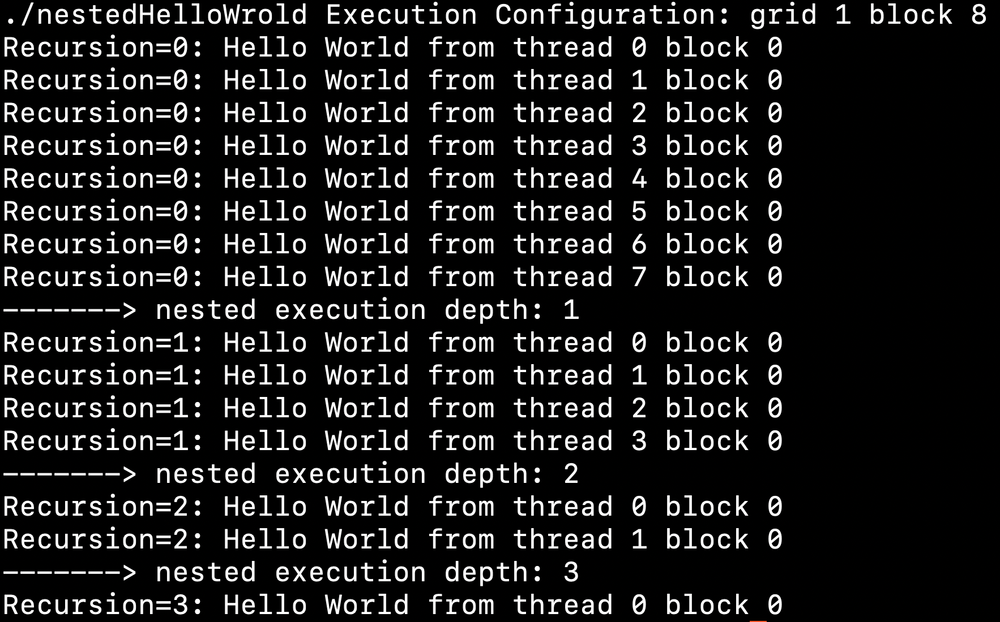 ./nestedHelloWrold Execution Configuration: grid 1 block 8
Recursion=0: Hello World from thread 0 block 0
Recursion=0: Hello World from thread 1 block 0
Recursion=0: Hello World from thread 2 block 0
Recursion=0: Hello World from thread 3 block 0
Recursion=0: Hello World from thread 4 block 0
Recursion=0: Hello World from thread 5 block 0
Recursion=0: Hello World from thread 6 block 0
Recursion=0: Hello World from thread 7 block 0
-------> nested execution depth: 1
Recursion=1: Hello World from thread 0 block 0
Recursion=1: Hello World from thread 1 block 0
Recursion=1: Hello World from thread 2 block 0
Recursion=1: Hello World from thread 3 block 0
-------> nested execution depth: 2
Recursion=2: Hello World from thread 0 block 0
Recursion=2: Hello World from thread 1 block 0
-------> nested execution depth: 3
Recursion=3: Hello World from thread 0 block 0